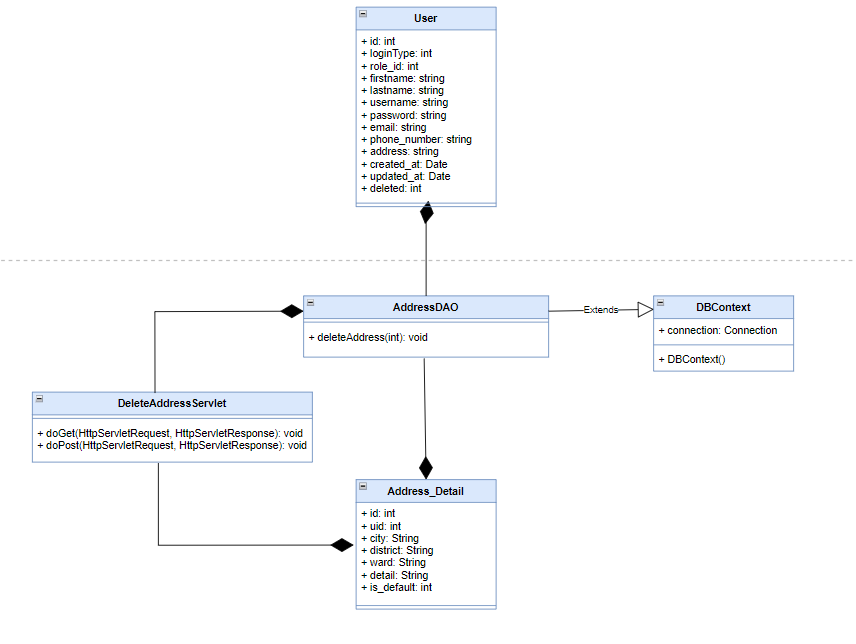 User
+ id: int
+ loginType: int
+ role_id: int
+ firstname: string
+ lastname: string
+ username: string
+ password: string
+ email: string
+ phone_number: string
+ address: string
+ created_at: Date
+ updated_at: Date
+ deleted: int
AddressDAO
+ deleteAddress(int): void
Extends
DBContext
+ connection: Connection
+ DBContext()
DeleteAddressServlet
+ doGet(HttpServletRequest, HttpServletResponse): void
+ doPost(HttpServletRequest, HttpServletResponse): void
Address_Detail
+ id: int
+ uid: int
+ city: String
+ district: String
+ ward: String
+ detail: String
+ is_default: int